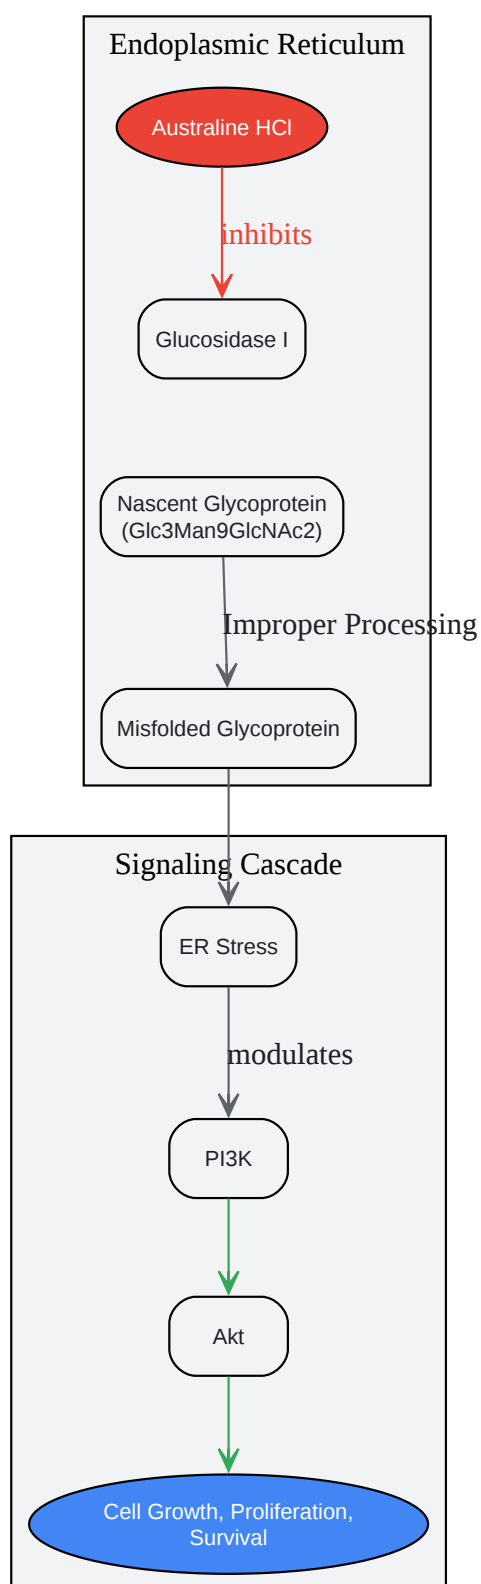 Endoplasmic Reticulum
Australine HCl
inhibits
Glucosidase I
Nascent Glycoprotein
(Glc3Man9GlcNAc2)
Improper Processing
Misfolded Glycoprotein
Signaling Cascade
ER Stress
modulates
PI3K
Akt
Cell Growth, Proliferation,
Survival